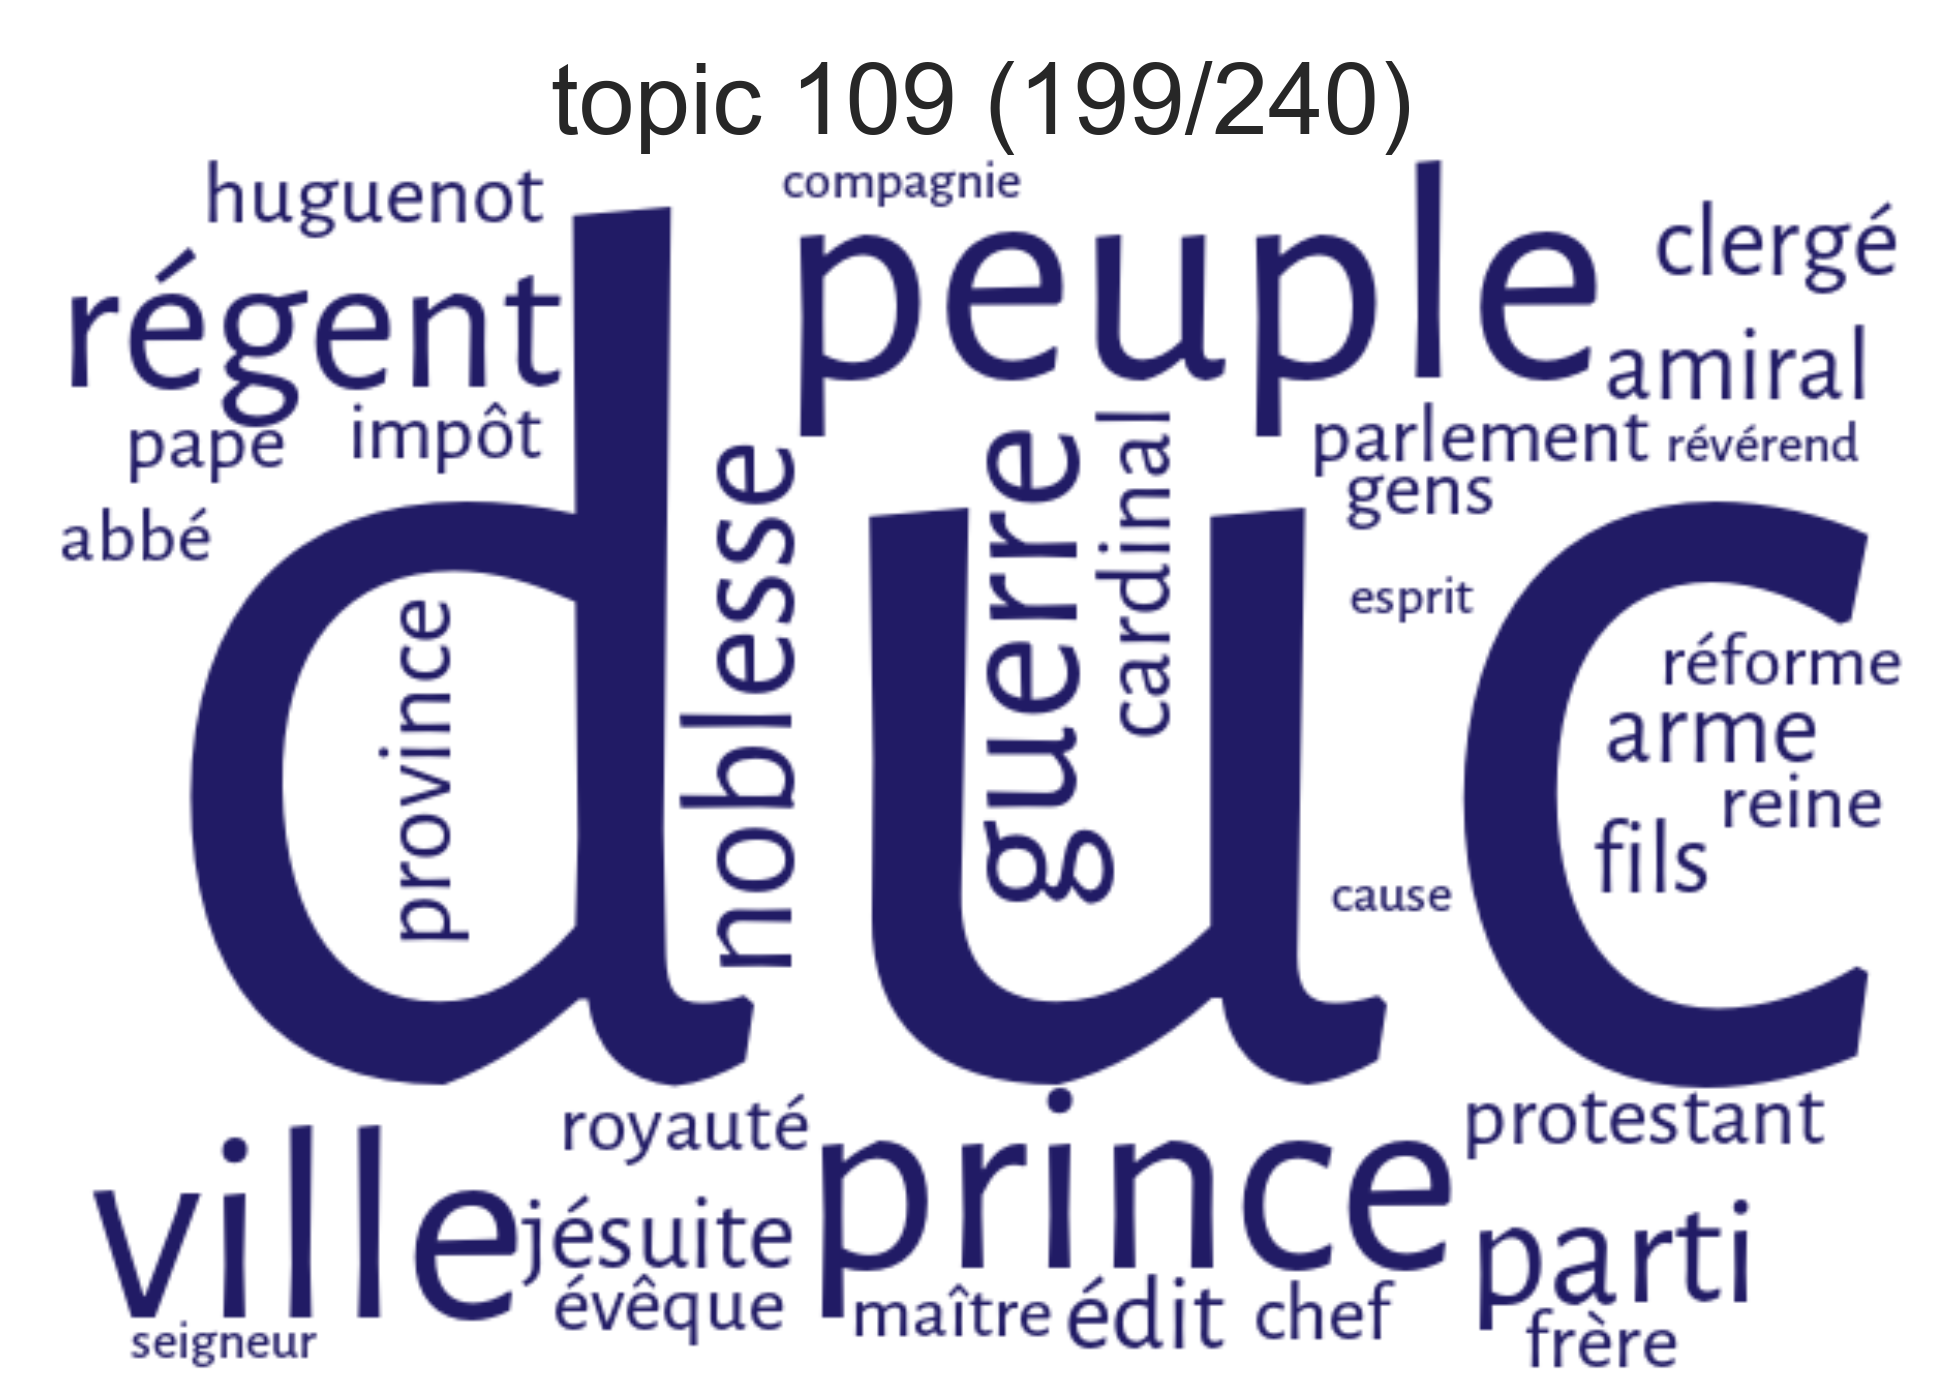 topic 109 (199/240)
huguenot
compagnie
peuple
clergé
régent
amiral
pape
impôt
parlement
révérend
gens
abbé
duc
province
noblesse
guerre
cardinal
esprit
réforme
arme
reine
fils
cause
royauté
protestant
ville
jésuite
prince
parti
évêque
maître
édit
chef
frère
seigneur